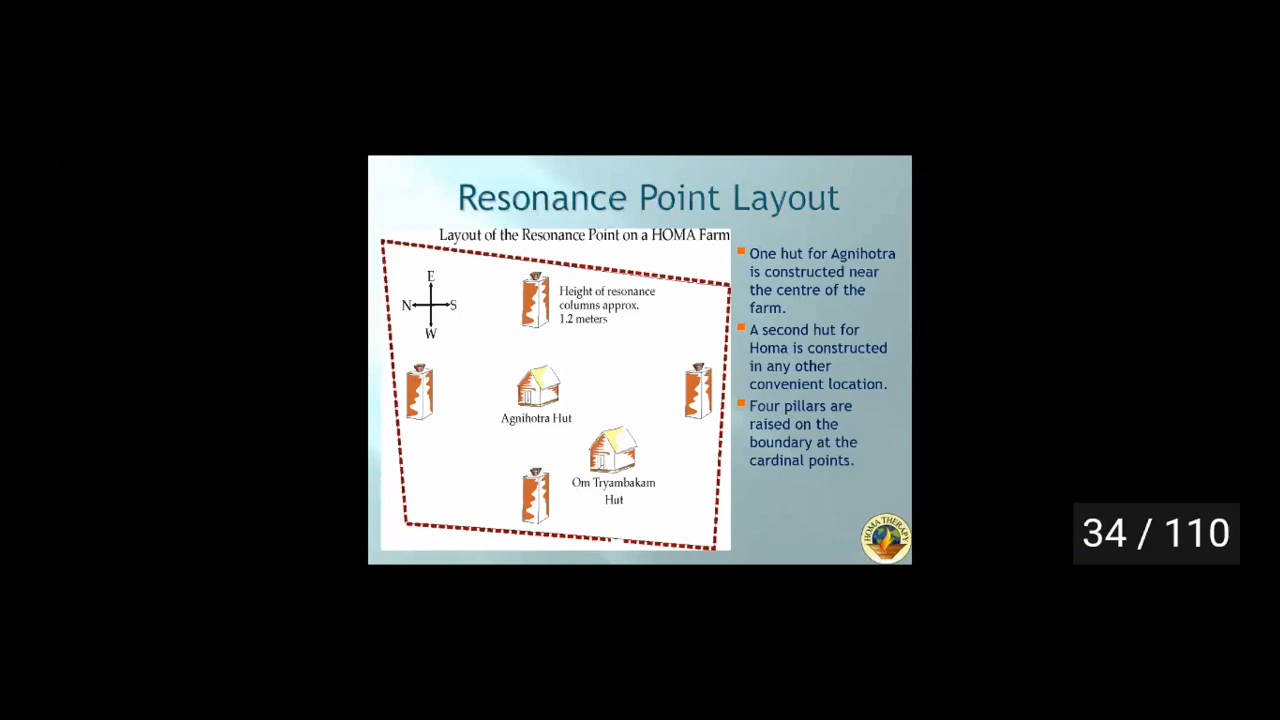 Resonance Point Layout
Layout of the Resonance Point on a HOMA Farm
E
N
S
W
Height of resonance
columns approx.
1.2 meters
Agnihotra Hut
Om Tryambakam
Hut
One hut for Agnihotra
is constructed near
the centre of the
farm.
A second hut for
Homa is constructed
in any other
convenient location.
Four pillars are
raised on the
boundary at the
cardinal points.
HOMA THERAPY
34 / 110